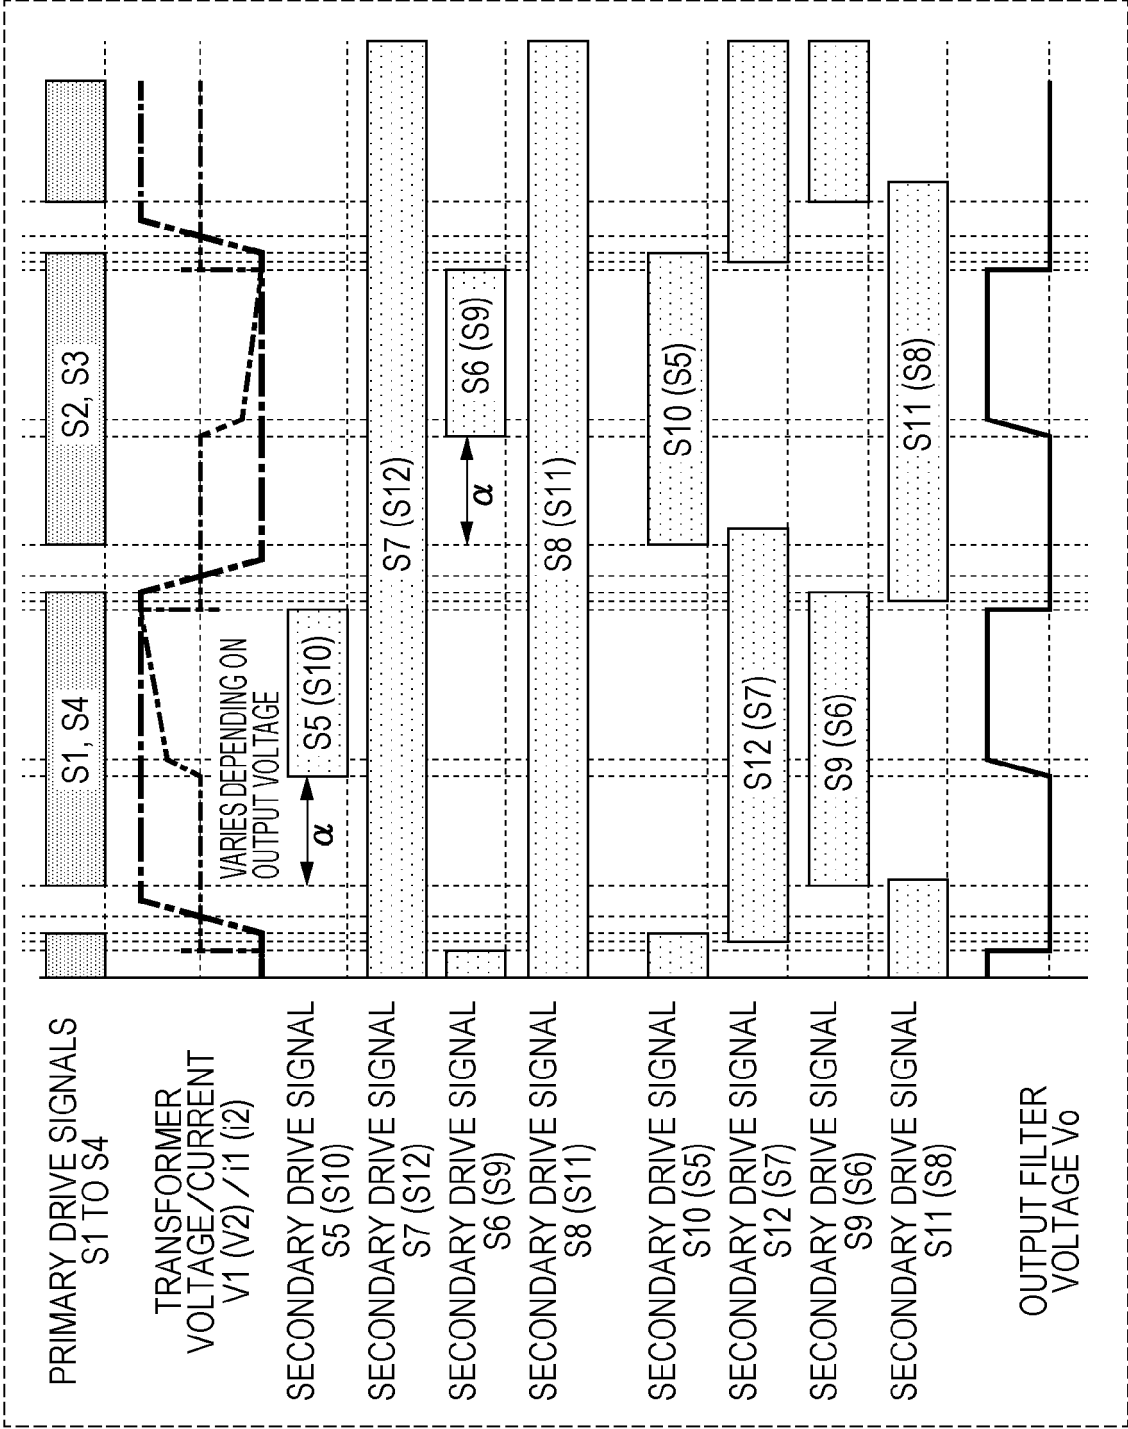 PRIMARY DRIVE SIGNALS
S1 TO S4
S1, S4
S2, S3
TRANSFORMER
VOLTAGE/CURRENT
V1 (V2) / i1 (i2)
VARIES DEPENDING ON
OUTPUT VOLTAGE
SECONDARY DRIVE SIGNAL
S5 (S10)
α
S5 (S10)
SECONDARY DRIVE SIGNAL
S7 (S12)
S7 (S12)
SECONDARY DRIVE SIGNAL
S6 (S9)
α
S6 (S9)
SECONDARY DRIVE SIGNAL
S8 (S11)
S8 (S11)
SECONDARY DRIVE SIGNAL
S10 (S5)
S10 (S5)
SECONDARY DRIVE SIGNAL
S12 (S7)
S12 (S7)
SECONDARY DRIVE SIGNAL
S9 (S6)
S9 (S6)
SECONDARY DRIVE SIGNAL
S11 (S8)
S11 (S8)
OUTPUT FILTER
VOLTAGE Vo